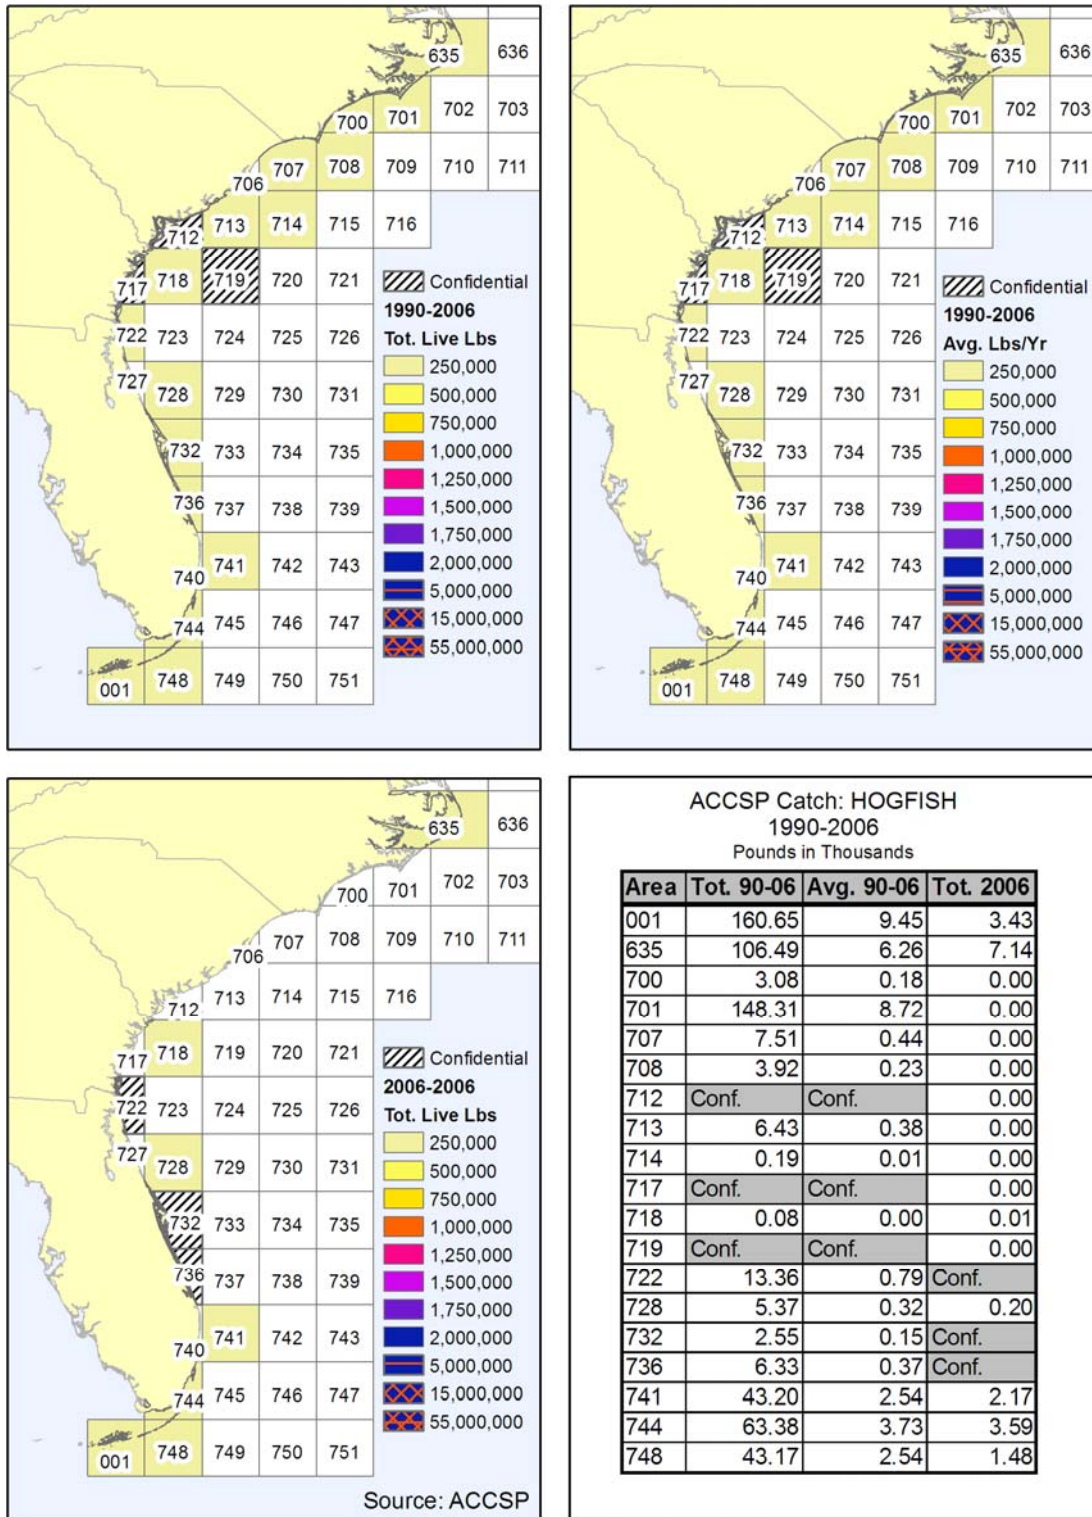 635 636
700 701 702 703
706 707 708 709 710 711
712 713 714 715 716
717 718 719 720 721
722 723 724 725 726
727 728 729 730 731
732 733 734 735
736 737 738 739
740 741 742 743
744 745 746 747
001 748 749 750 751
Confidential
1990-2006
Tot. Live Lbs
250,000
500,000
750,000
1,000,000
1,250,000
1,500,000
1,750,000
2,000,000
5,000,000
15,000,000
55,000,000
635 636
700 701 702 703
706 707 708 709 710 711
712 713 714 715 716
717 718 719 720 721
722 723 724 725 726
727 728 729 730 731
732 733 734 735
736 737 738 739
740 741 742 743
744 745 746 747
001 748 749 750 751
Confidential
1990-2006
Avg. Lbs/Yr
250,000
500,000
750,000
1,000,000
1,250,000
1,500,000
1,750,000
2,000,000
5,000,000
15,000,000
55,000,000
635 636
700 701 702 703
706 707 708 709 710 711
712 713 714 715 716
717 718 719 720 721
722 723 724 725 726
727 728 729 730 731
732 733 734 735
736 737 738 739
740 741 742 743
744 745 746 747
001 748 749 750 751
Confidential
2006-2006
Tot. Live Lbs
250,000
500,000
750,000
1,000,000
1,250,000
1,500,000
1,750,000
2,000,000
5,000,000
15,000,000
55,000,000
Source: ACCSP
ACCSP Catch: HOGFISH
1990-2006
Pounds in Thousands
Area Tot. 90-06 Avg. 90-06 Tot. 2006
001 160.65 9.45 3.43
635 106.49 6.26 7.14
700 3.08 0.18 0.00
701 148.31 8.72 0.00
707 7.51 0.44 0.00
708 3.92 0.23 0.00
712 Conf. Conf. 0.00
713 6.43 0.38 0.00
714 0.19 0.01 0.00
717 Conf. Conf. 0.00
718 0.08 0.00 0.01
719 Conf. Conf. 0.00
722 13.36 0.79 Conf.
728 5.37 0.32 0.20
732 2.55 0.15 Conf.
736 6.33 0.37 Conf.
741 43.20 2.54 2.17
744 63.38 3.73 3.59
748 43.17 2.54 1.48